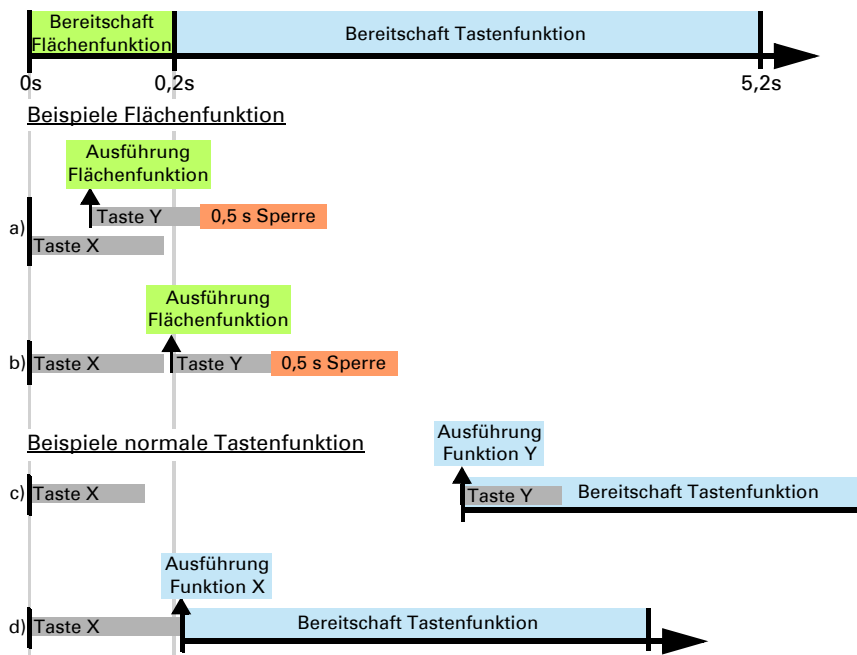 Bereitschaft
Flächenfunktion
Bereitschaft Tastenfunktion
0s
0,2s
5,2s
Beispiele Flächenfunktion
Ausführung
Flächenfunktion
a)
Taste Y
0,5 s Sperre
Taste X
Ausführung
Flächenfunktion
b)
Taste X
Taste Y
0,5 s Sperre
Beispiele normale Tastenfunktion
Ausführung
Funktion Y
c)
Taste X
Taste Y
Bereitschaft Tastenfunktion
Ausführung
Funktion X
d)
Taste X
Bereitschaft Tastenfunktion